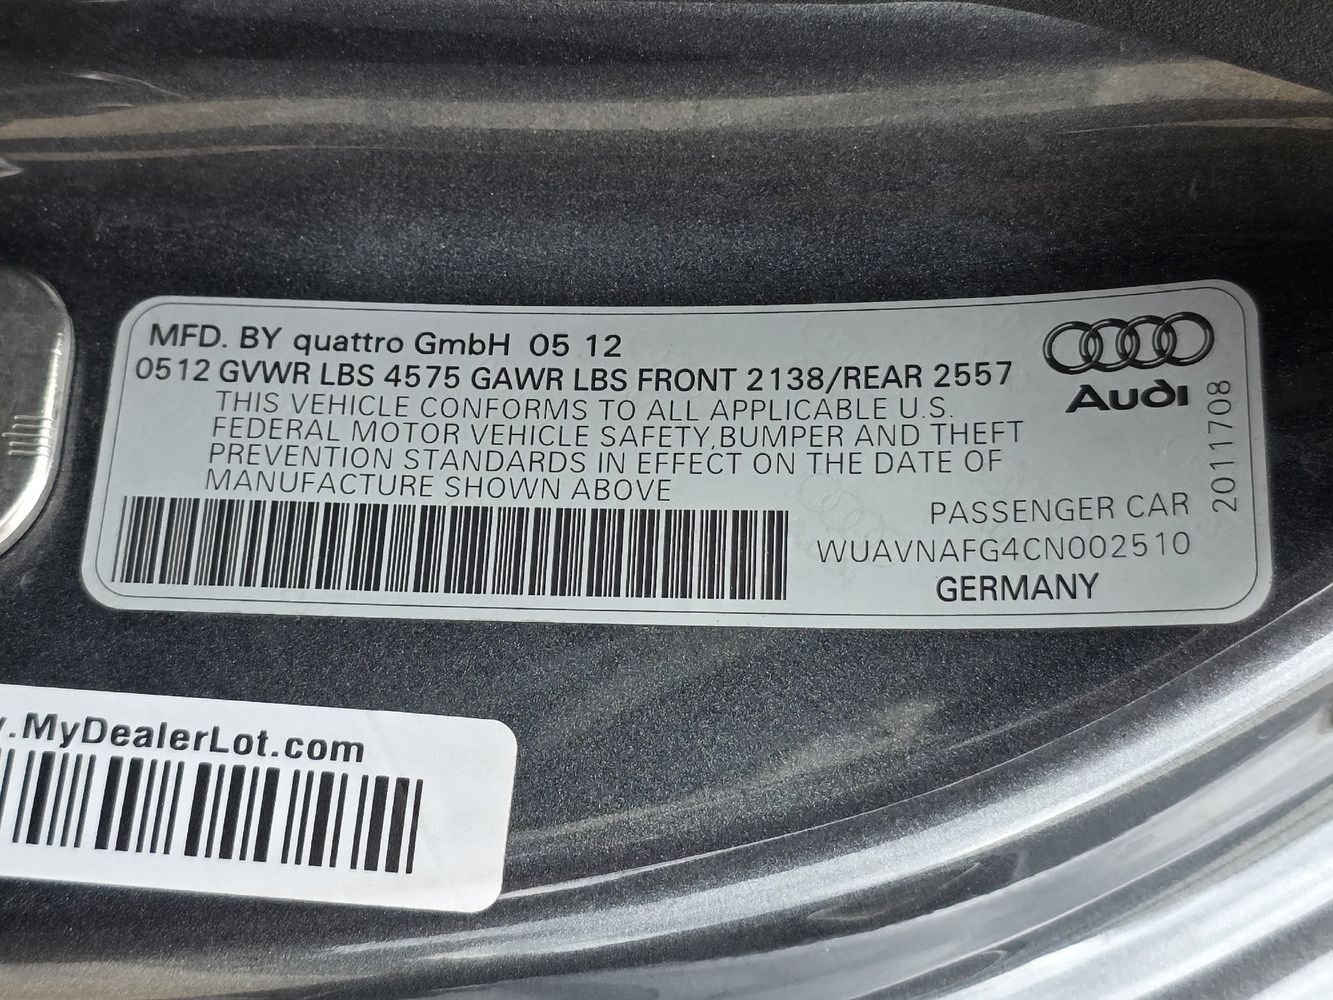 MFD. BY quattro GmbH 05 12
0512 GVWR LBS 4575 GAWR LBS FRONT 2138/REAR 2557
THIS VEHICLE CONFORMS TO ALL APPLICABLE U.S.
FEDERAL MOTOR VEHICLE SAFETY,BUMPER AND THEFT
PREVENTION STANDARDS IN EFFECT ON THE DATE OF
MANUFACTURE SHOWN ABOVE
Audi
2011708
PASSENGER CAR
WUAVNAFG4CN002510
GERMANY
.MyDealerLot.com